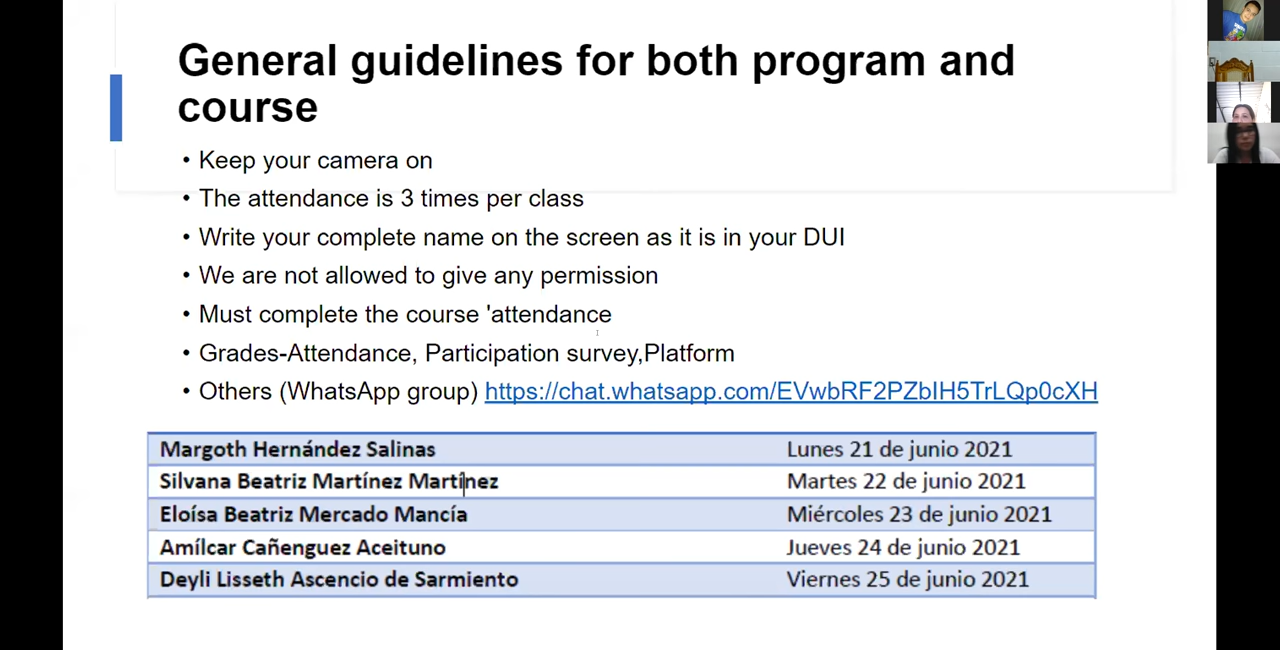 General guidelines for both program and
course
• Keep your camera on
• The attendance is 3 times per class
• Write your complete name on the screen as it is in your DUI
• We are not allowed to give any permission
• Must complete the course 'attendance
• Grades-Attendance, Participation survey,Platform
• Others (WhatsApp group) https://chat.whatsapp.com/EVwbRF2PZbIH5TrLQp0cXH
Margoth Hernández Salinas Lunes 21 de junio 2021
Silvana Beatriz Martínez Martínez Martes 22 de junio 2021
Eloísa Beatriz Mercado Mancía Miércoles 23 de junio 2021
Amílcar Cañenguez Aceituno Jueves 24 de junio 2021
Deyli Lisseth Ascencio de Sarmiento Viernes 25 de junio 2021